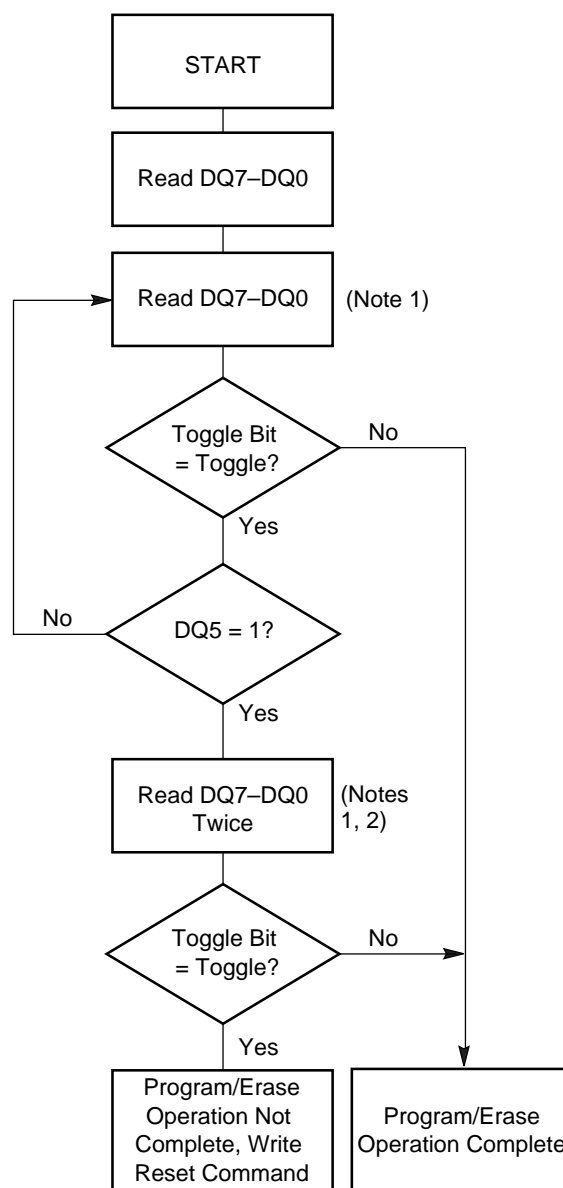 START
Read DQ7–DQ0
Read DQ7–DQ0
(Note 1)
Toggle Bit
= Toggle?
No
Yes
No
DQ5 = 1?
Yes
Read DQ7–DQ0
Twice
(Notes
1, 2)
Toggle Bit
= Toggle?
No
Yes
Program/Erase
Operation Not
Complete, Write
Reset Command
Program/Erase
Operation Complete